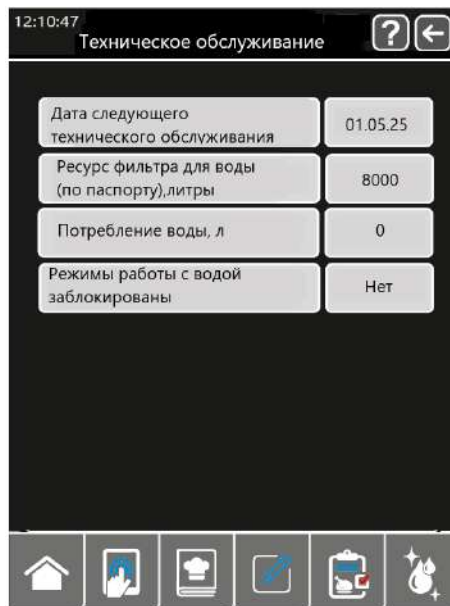 12:10:47
Техническое обслуживание
?
Дата следующего
технического обслуживания
01.05.25
Ресурс фильтра для воды
(по паспорту),литры
8000
Потребление воды, л
0
Режимы работы с водой
заблокированы
Нет